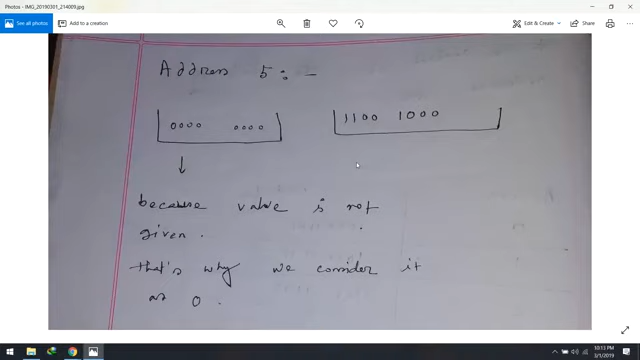 Photos - IMG_20190301_214009.jpg
See all photos
Add to a creation
Edit & Create
Share
Address 5: -
0000 0000
1100 1000
because value is not
given.
that's why we consider it
as 0.
10:13 PM
3/1/2019